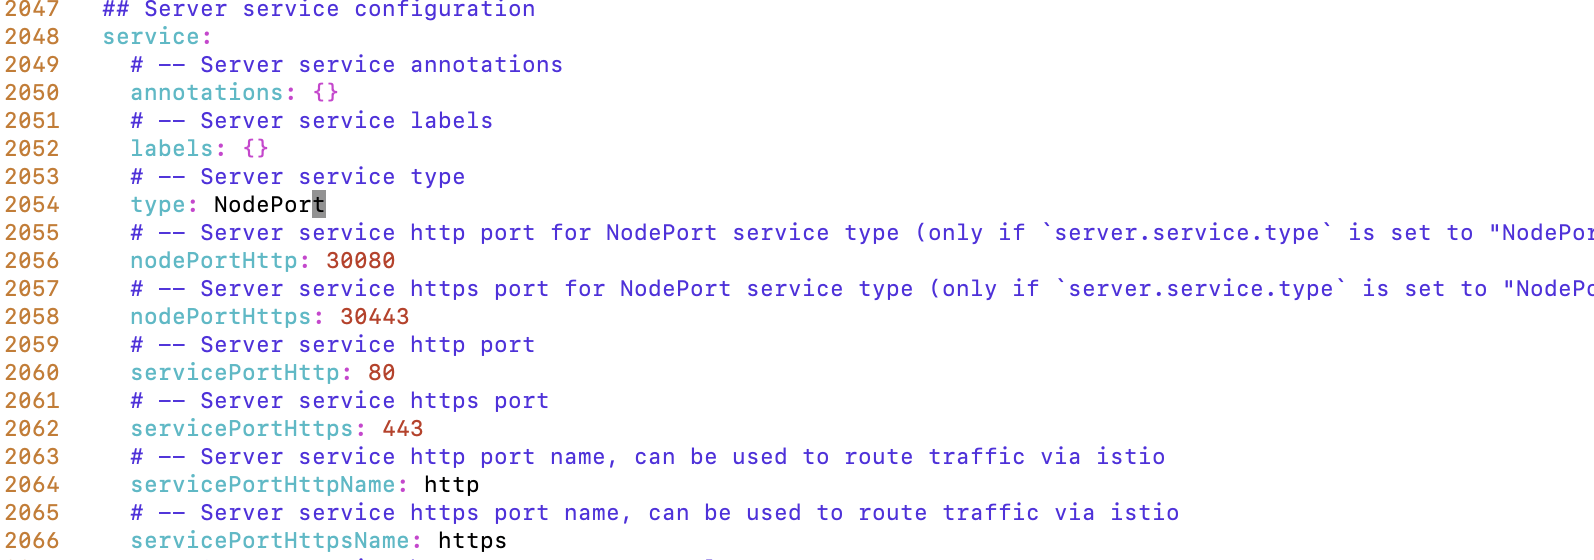 2047 ## Server service configuration
2048 service:
2049 # -- Server service annotations
2050 annotations: {}
2051 # -- Server service labels
2052 labels: {}
2053 # -- Server service type
2054 type: NodePort
2055 # -- Server service http port for NodePort service type (only if `server.service.type` is set to "NodePor
2056 nodePortHttp: 30080
2057 # -- Server service https port for NodePort service type (only if `server.service.type` is set to "NodePo
2058 nodePortHttps: 30443
2059 # -- Server service http port
2060 servicePortHttp: 80
2061 # -- Server service https port
2062 servicePortHttps: 443
2063 # -- Server service http port name, can be used to route traffic via istio
2064 servicePortHttpName: http
2065 # -- Server service https port name, can be used to route traffic via istio
2066 servicePortHttpsName: https